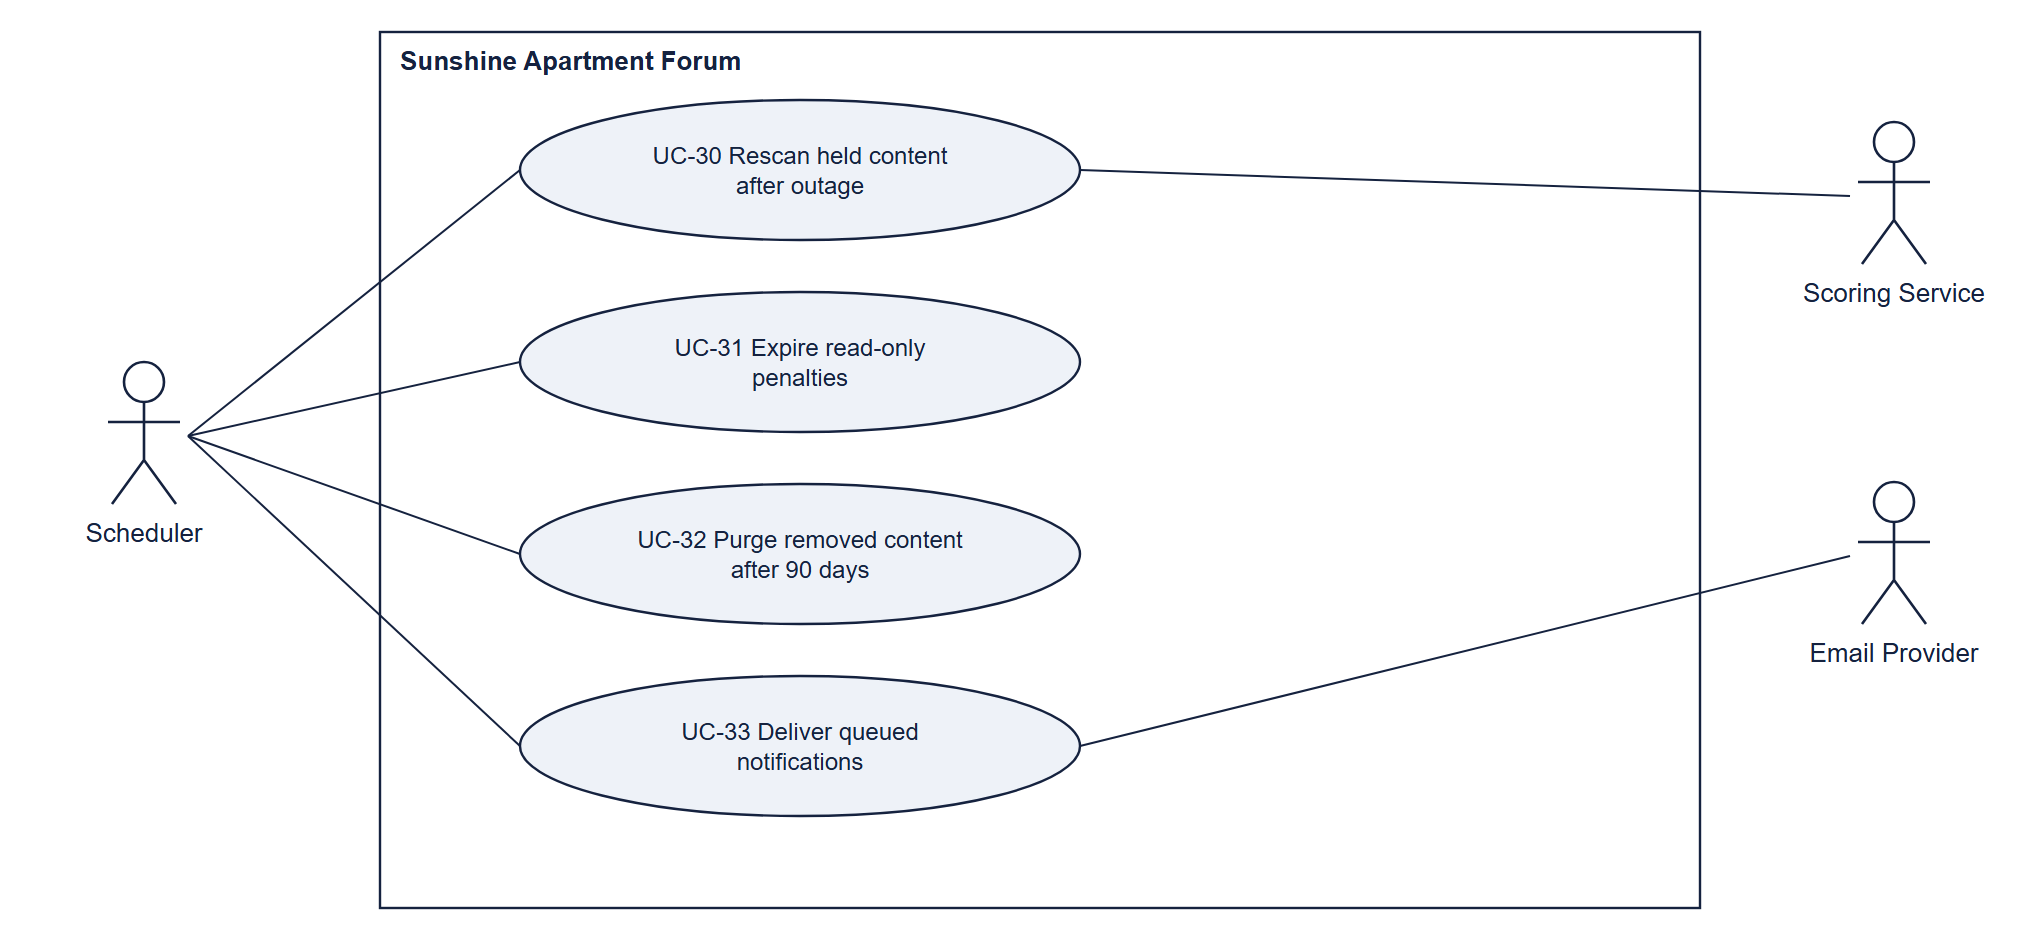 Sunshine Apartment Forum
UC-30 Rescan held content
after outage
Scoring Service
UC-31 Expire read-only
penalties
Scheduler
UC-32 Purge removed content
after 90 days
Email Provider
UC-33 Deliver queued
notifications